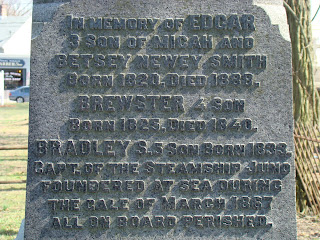 IN MEMORY OF EDGAR
3 SON OF MICAH AND
BETSEY NEWEY SMITH
BORN 1820. DIED 1888.
BREWSTER 4 SON
BORN 1825. DIED 1840.
BRADLEY S. 5 SON BORN 1833.
CAPT. OF THE STEAMSHIP JUNO
FOUNDERED AT SEA DURING
THE GALE OF MARCH 1867
ALL ON BOARD PERISHED.